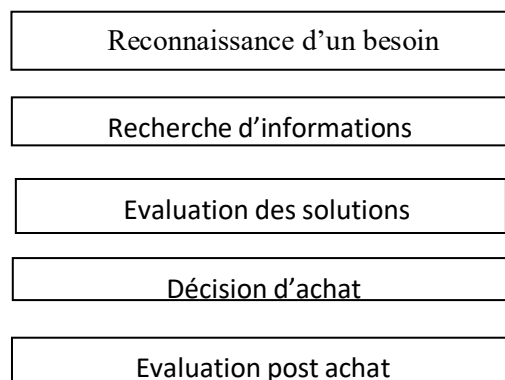 Reconnaissance d’un besoin
Recherche d’informations
Evaluation des solutions
Décision d’achat
Evaluation post achat